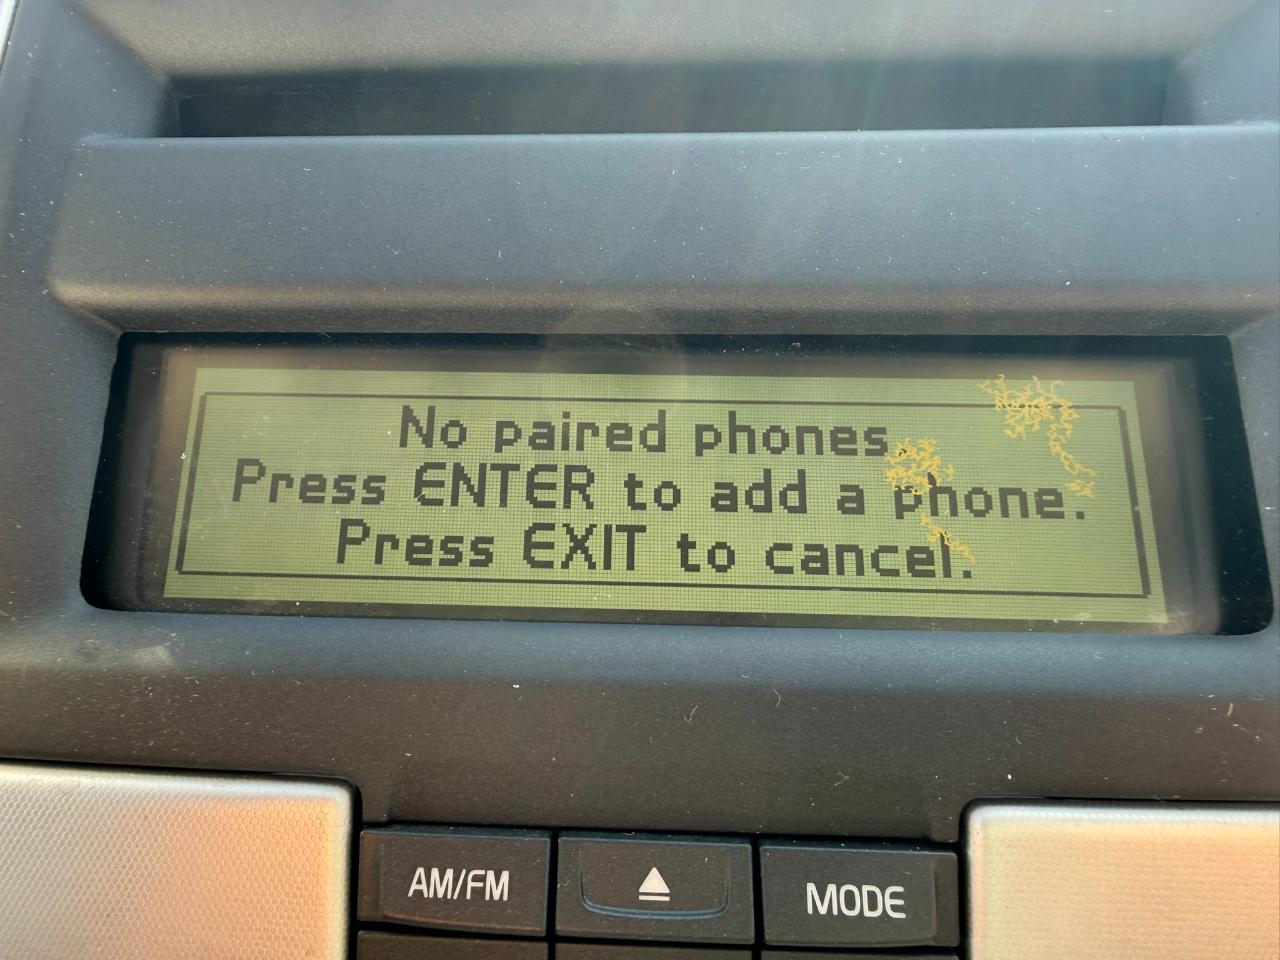 No paired phones
Press ENTER to add a phone.
Press EXIT to cancel.
AM/FM
MODE